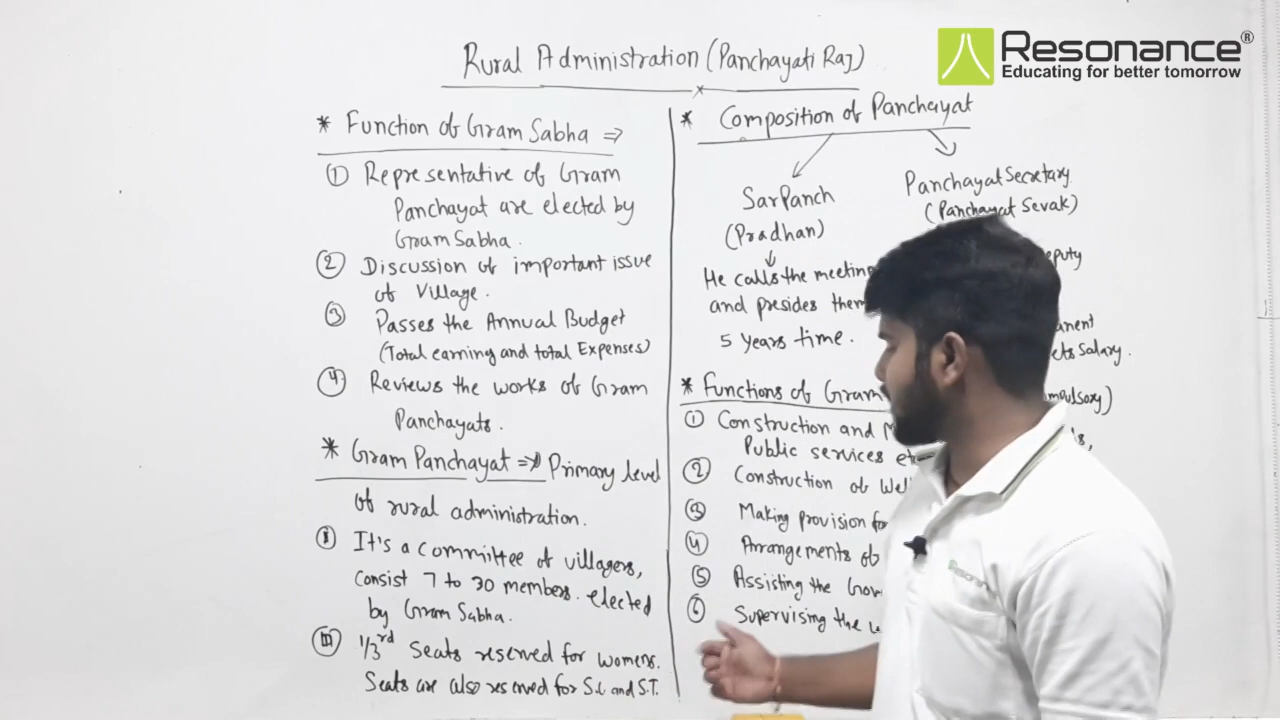 Resonance®
Educating for better tomorrow
Rural Administration (Panchayati Raj)
* Function of Gram Sabha ⇒
① Representative of Gram
Panchayat are elected by
Gram Sabha.
② Discussion of important issue
of Village.
③ Passes the Annual Budget
(Total earning and total Expenses)
④ Reviews the works of Gram
Panchayats.
* Gram Panchayat ⇒ Primary level
of rural administration.
It's a committee of villagers,
Consist 7 to 30 members. elected
by Gram Sabha.
1/3rd Seats reserved for womens.
Seats are also reserved for S.C and S.T.
* Composition of Panchayat
SarPanch
(Pradhan)
He calls the meeting
and presides them
5 years time.
Panchayat Secretary
(Panchayat Sevak)
* Functions of Gram
① Construction and
Public services etc
② Construction of
③ Making provision for
④ Arrangements of
⑤ Assisting the
⑥ Supervising the
Salary.
Resonance